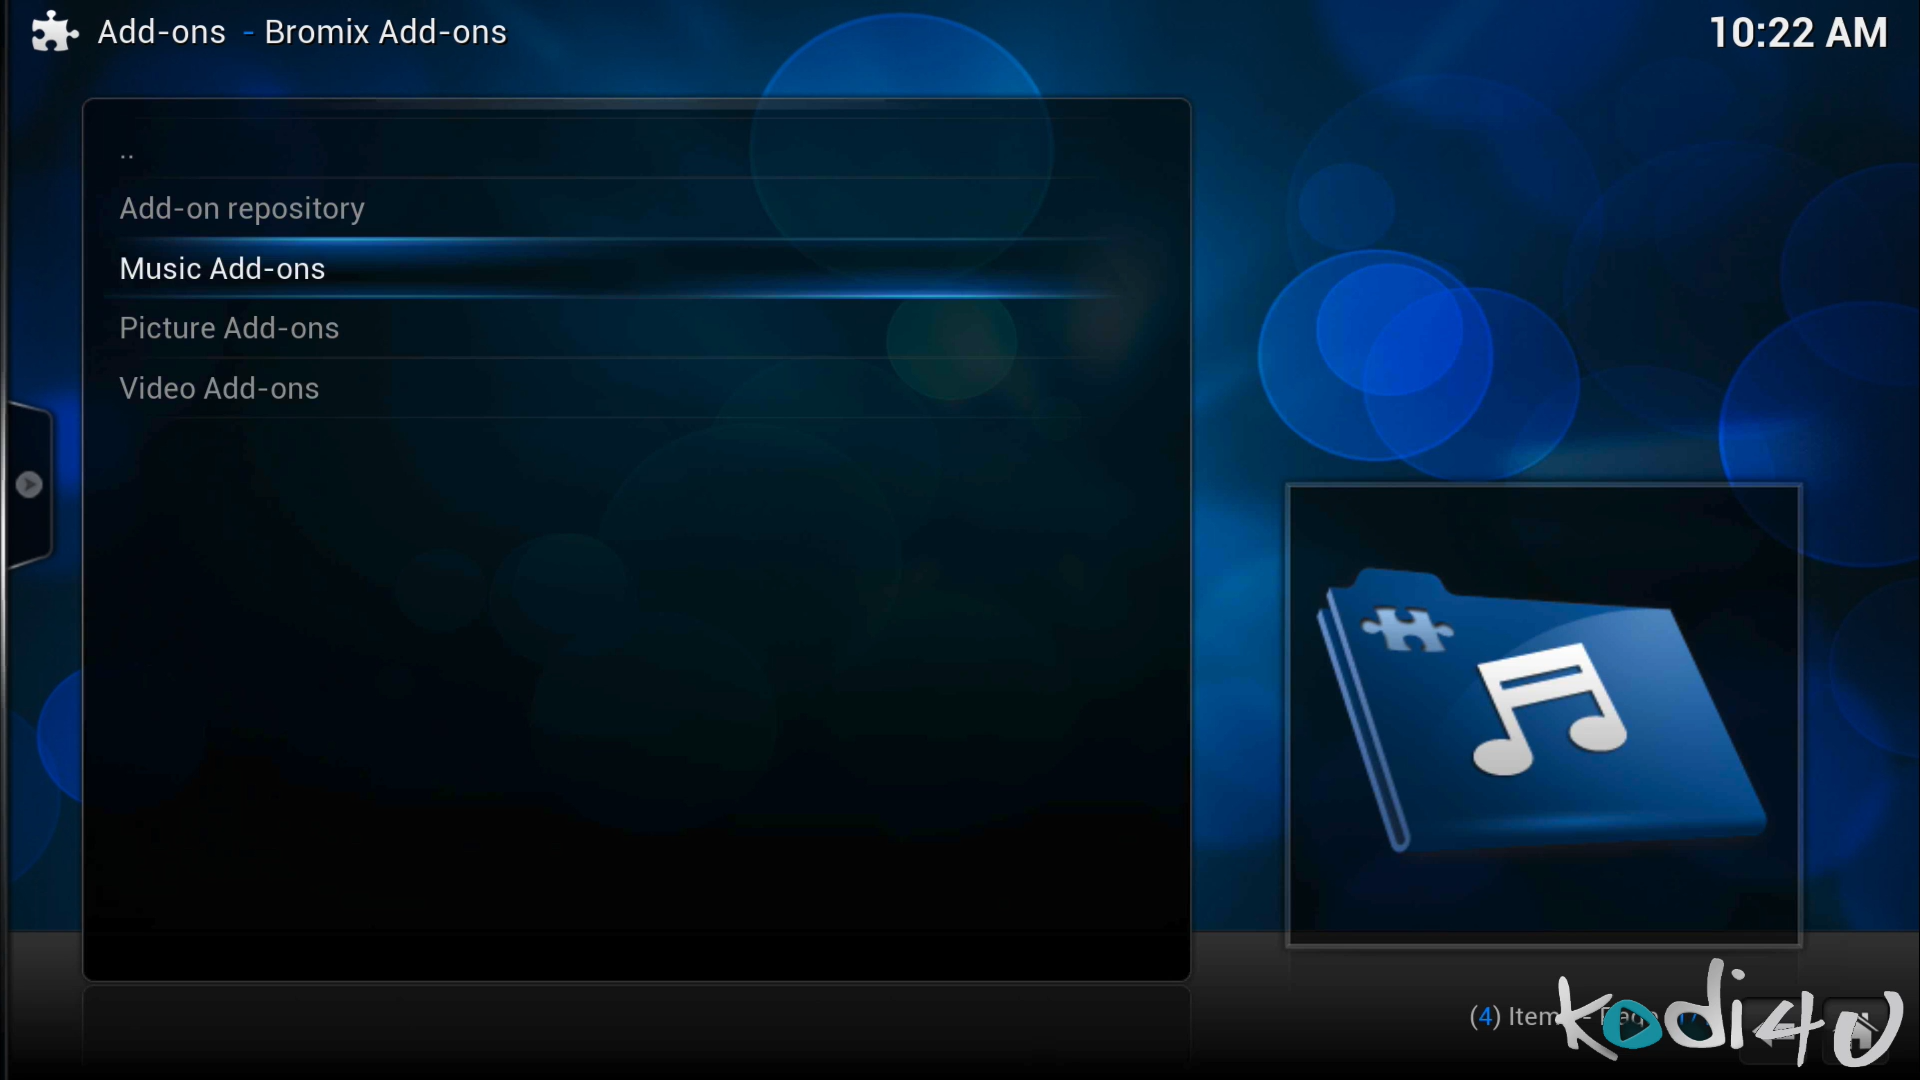 Add-ons - Bromix Add-ons
10:22 AM
..
Add-on repository
Music Add-ons
Picture Add-ons
Video Add-ons
(4) Item
kodi4U